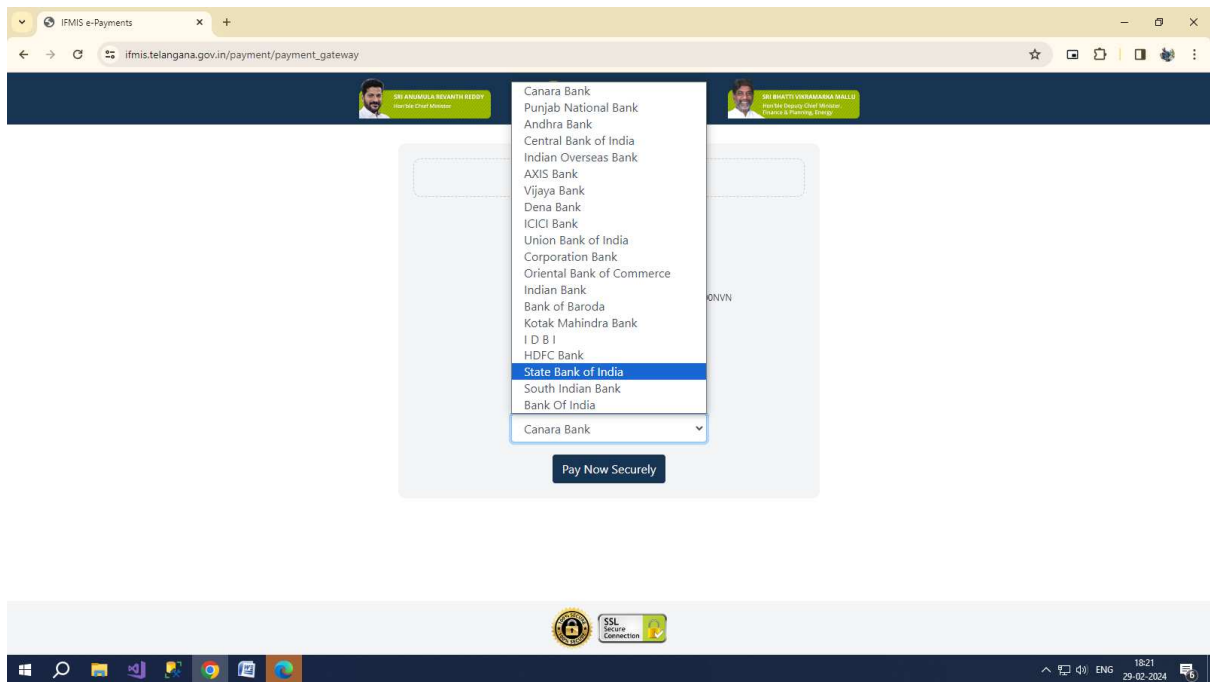 IFMIS e-Payments
ifmis.telangana.gov.in/payment/payment_gateway
SRI ANUMULA REVANTH REDDY
Hon'ble Chief Minister
SRI BHATTI VIKRAMARKA MALLU
Hon'ble Deputy Chief Minister,
Finance & Planning, Energy
Canara Bank
Punjab National Bank
Andhra Bank
Central Bank of India
Indian Overseas Bank
AXIS Bank
Vijaya Bank
Dena Bank
ICICI Bank
Union Bank of India
Corporation Bank
Oriental Bank of Commerce
Indian Bank
Bank of Baroda
0NVN
Kotak Mahindra Bank
I D B I
HDFC Bank
State Bank of India
South Indian Bank
Bank Of India
Canara Bank
Pay Now Securely
SSL
Secure
Connection
ENG
18:21
29-02-2024
6